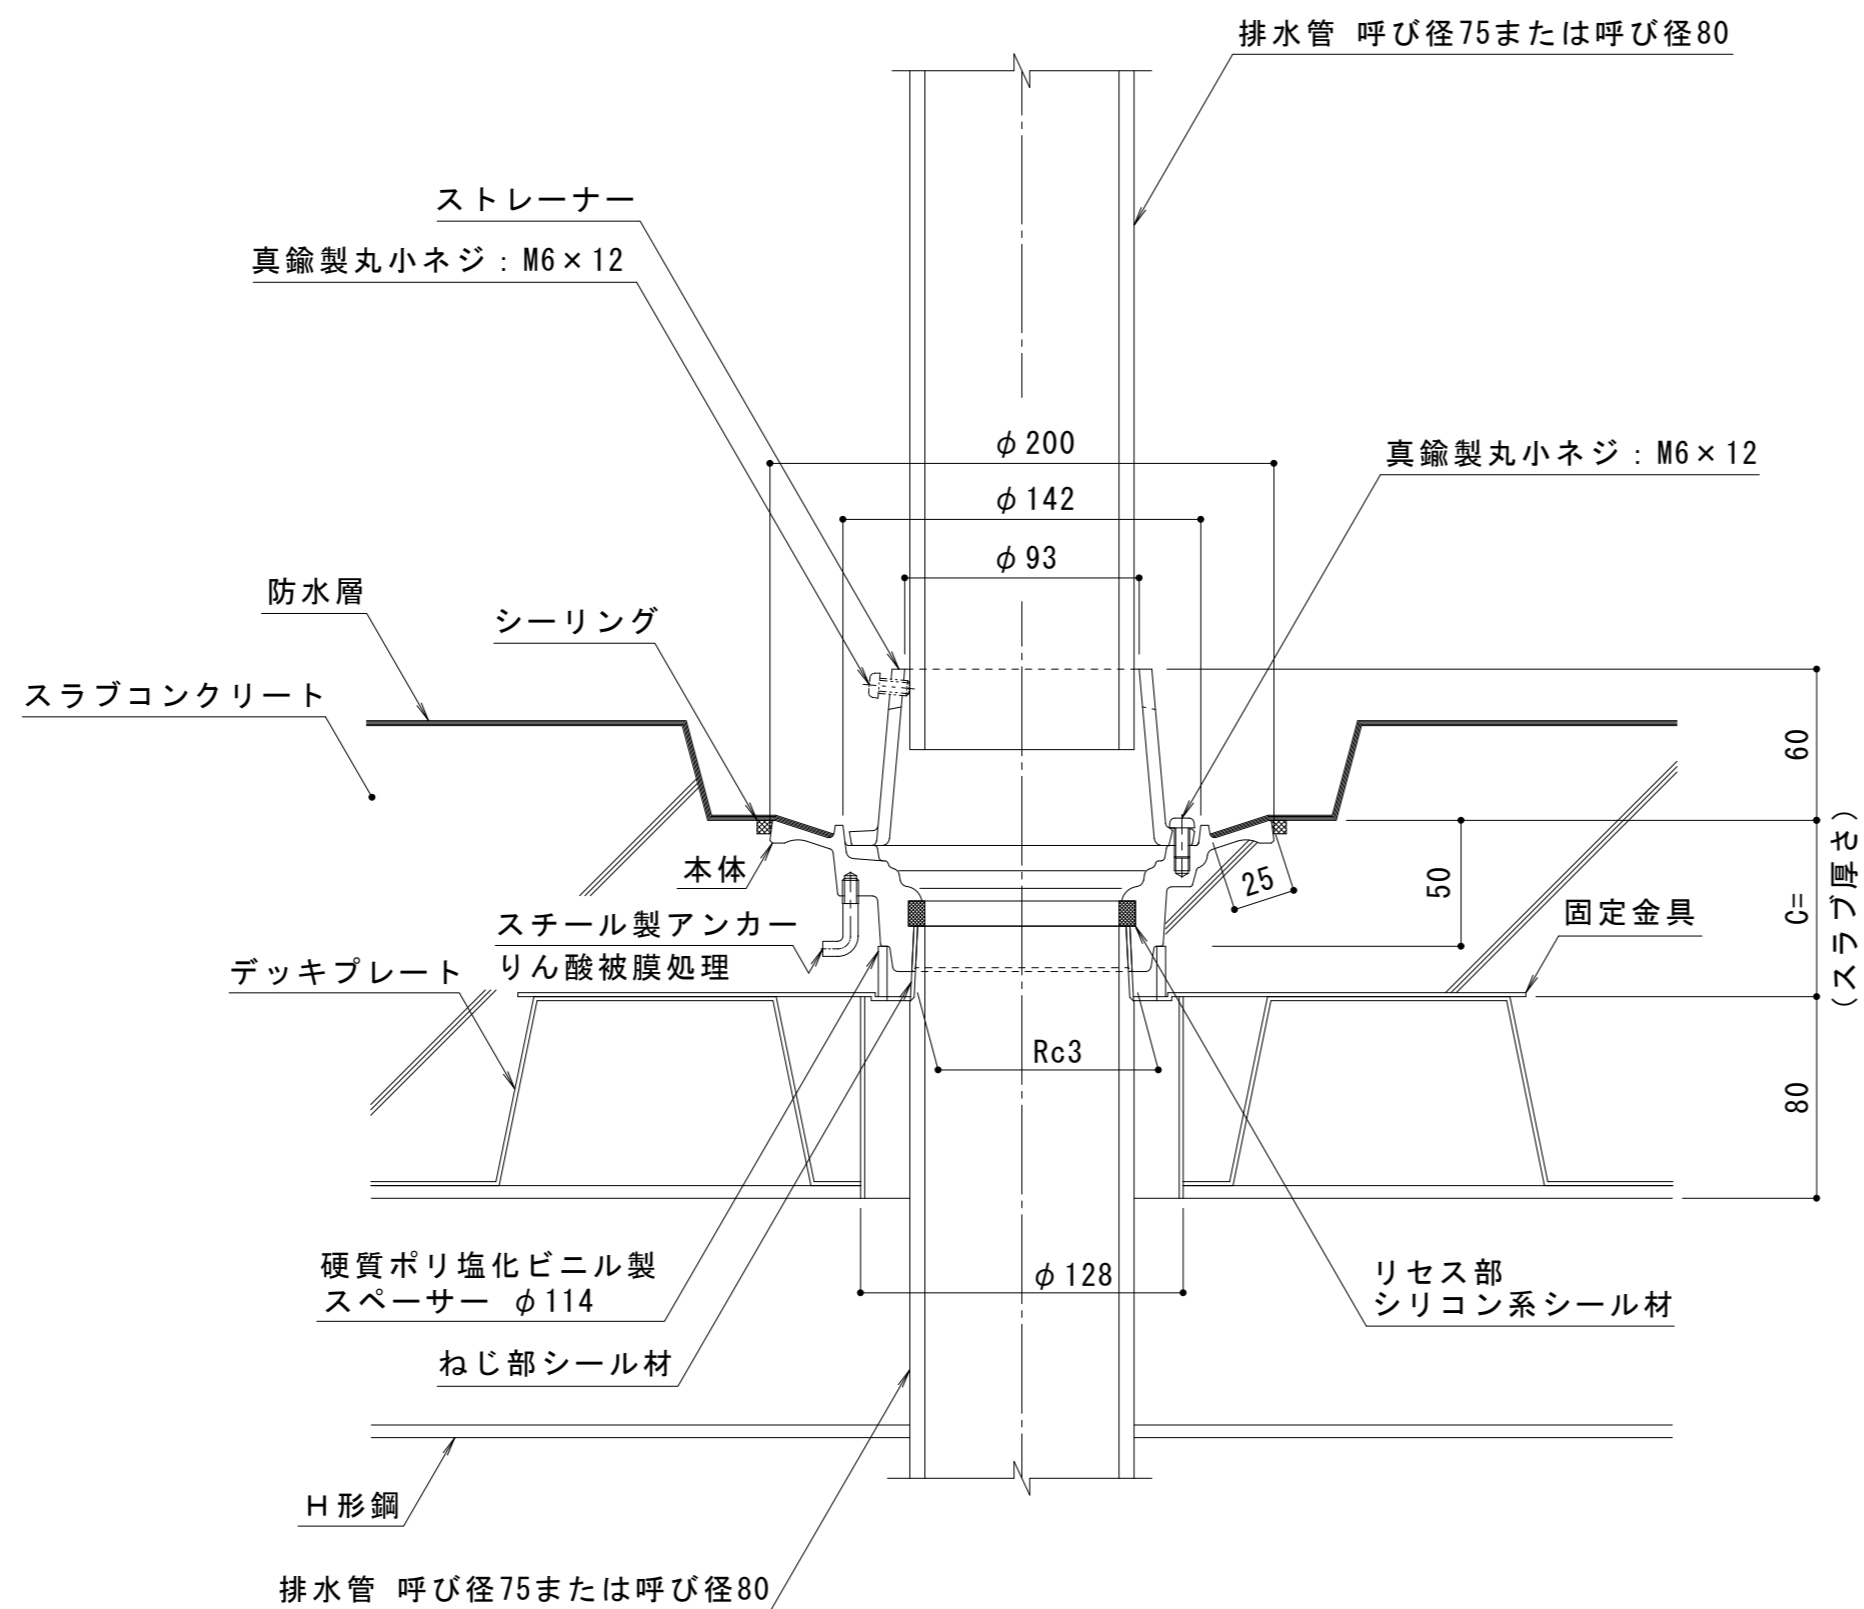 排水管 呼び径75または呼び径80
ストレーナー
真鍮製丸小ネジ：M6×12
φ200
真鍮製丸小ネジ：M6×12
φ142
φ93
防水層
シーリング
スラブコンクリート
60
本体
25
50
C=
(スラブ厚さ)
固定金具
スチール製アンカー
りん酸被膜処理
デッキプレート
Rc3
80
硬質ポリ塩化ビニル製
スペーサー φ114
φ128
リセス部
シリコン系シール材
ねじ部シール材
H形鋼
排水管 呼び径75または呼び径80